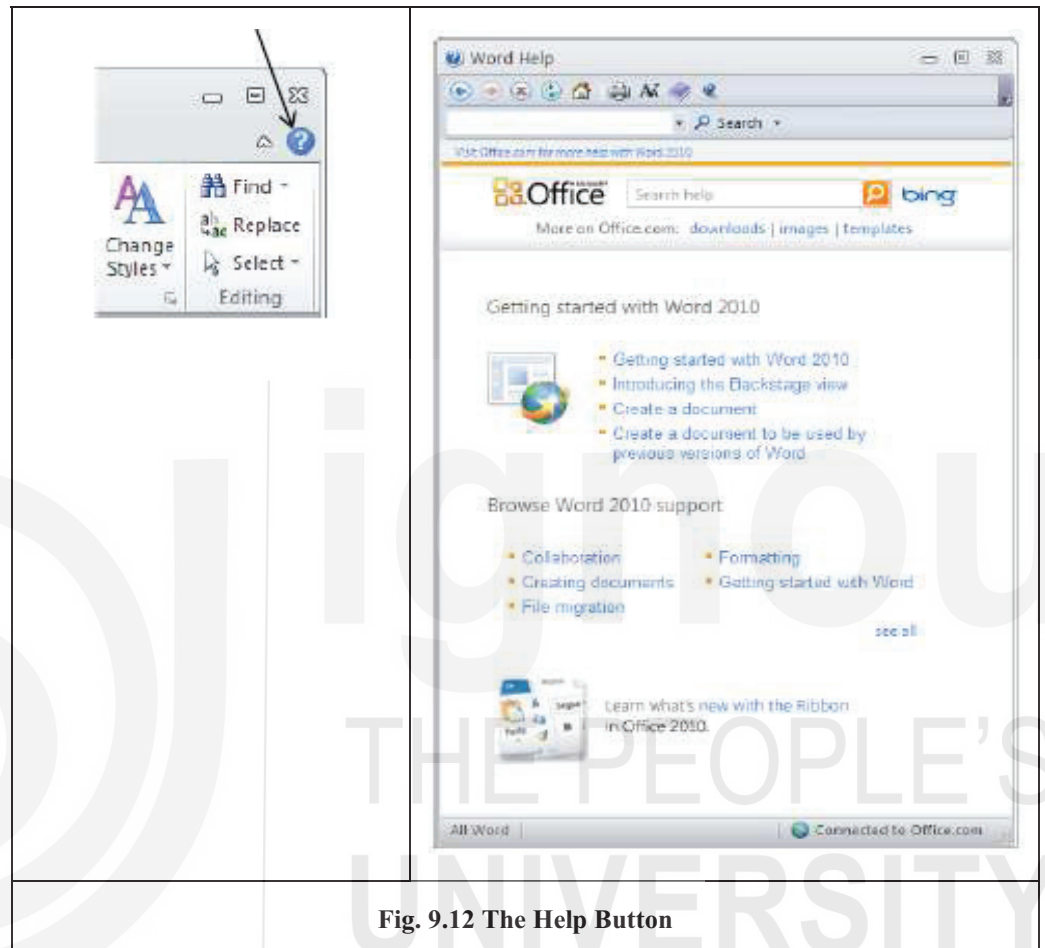 Find
Replace
Change
Styles
Select
Editing
Word Help
Search
Visit Office.com for more help with Word 2010
Office
Search help
bing
More on Office.com: downloads | images | templates
Getting started with Word 2010
Getting started with Word 2010
Introducing the Backstage view
Create a document
Create a document to be used by
previous versions of Word
Browse Word 2010 support
Collaboration
Formatting
Creating documents
Getting started with Word
File migration
see all
Learn what's new with the Ribbon
in Office 2010.
All Word
Connected to Office.com
ignou
THE PEOPLE'S
UNIVERSITY
Fig. 9.12 The Help Button